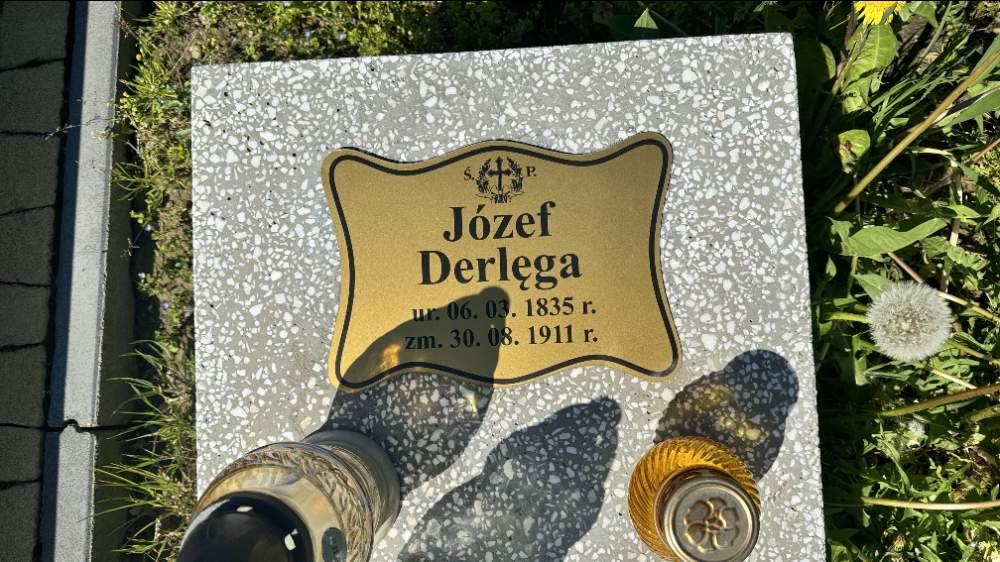 Ś. P.
Józef
Derlęga
ur. 06. 03. 1835 r.
zm. 30. 08. 1911 r.